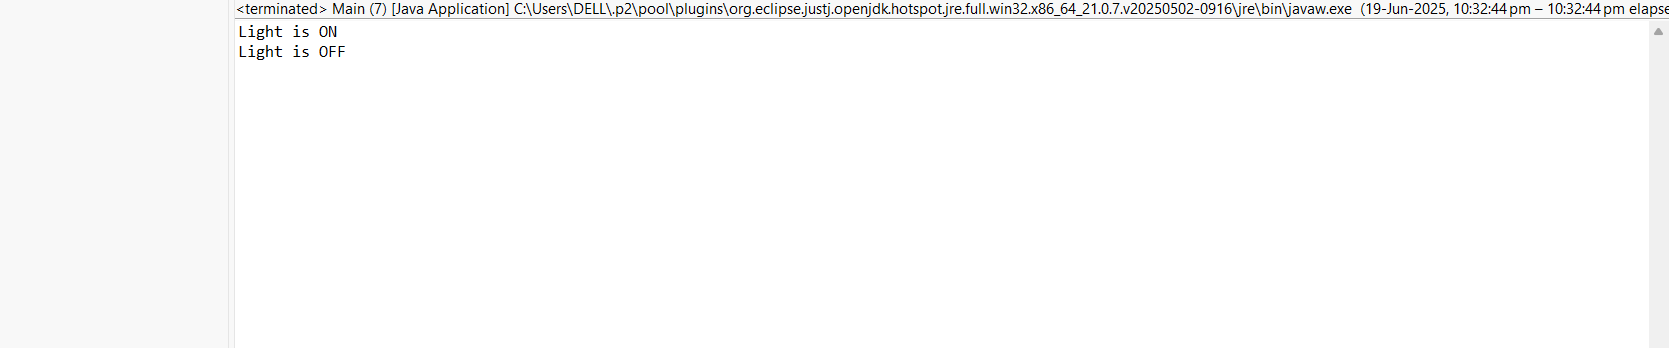 <terminated> Main (7) [Java Application] C:\Users\DELL\.p2\pool\plugins\org.eclipse.justj.openjdk.hotspot.jre.full.win32.x86_64_21.0.7.v20250502-0916\jre\bin\javaw.exe (19-Jun-2025, 10:32:44 pm – 10:32:44 pm elapse
Light is ON
Light is OFF